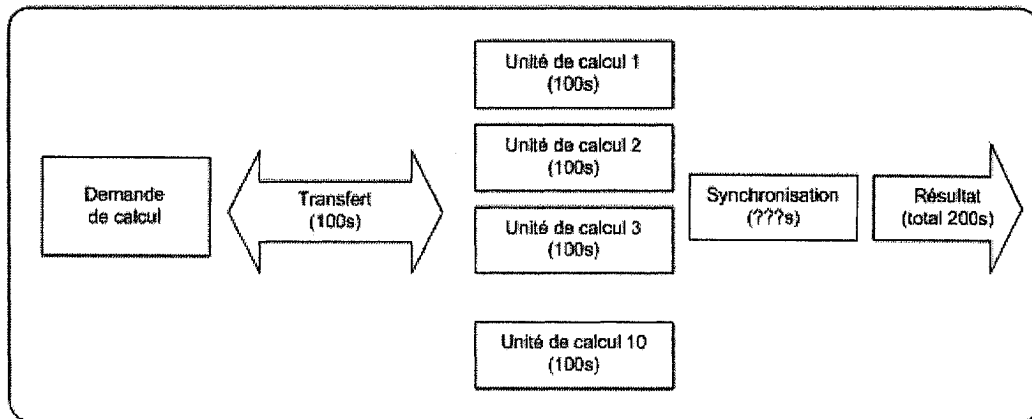 Demande
de calcul
Transfert
(100s)
Unité de calcul 1
(100s)
Unité de calcul 2
(100s)
Unité de calcul 3
(100s)
Unité de calcul 10
(100s)
Synchronisation
(???s)
Résultat
(total 200s)